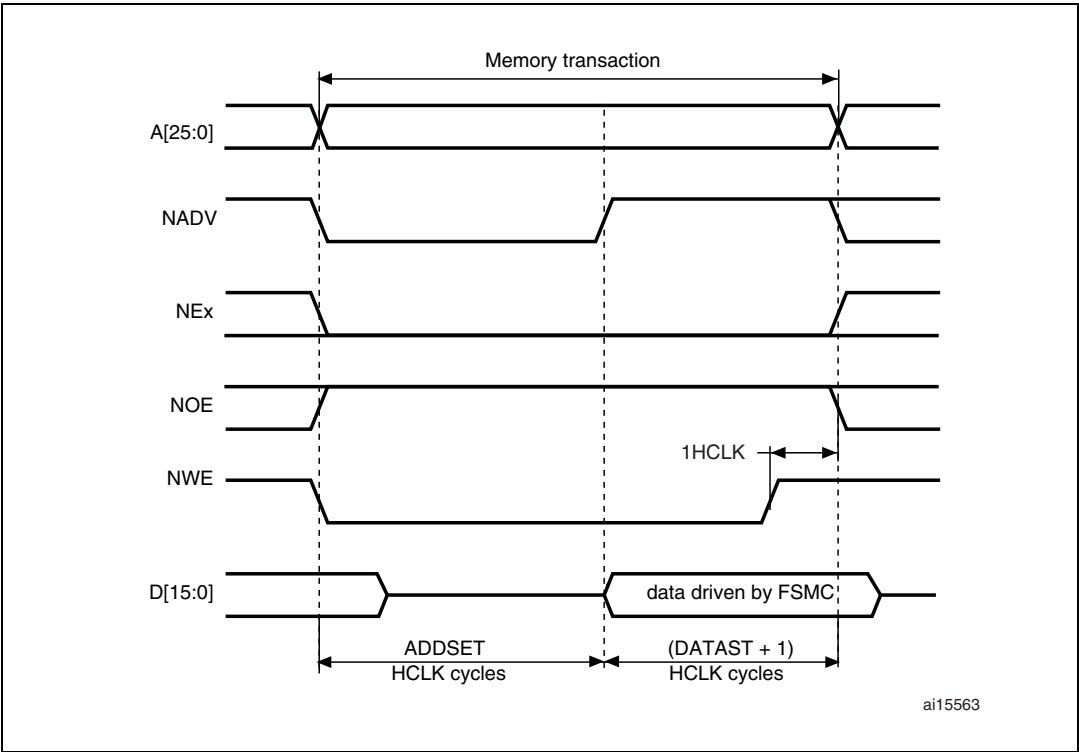 Memory transaction
A[25:0]
NADV
NEx
NOE
1HCLK
NWE
D[15:0]
data driven by FSMC
ADDSET
HCLK cycles
(DATAST + 1)
HCLK cycles
ai15563